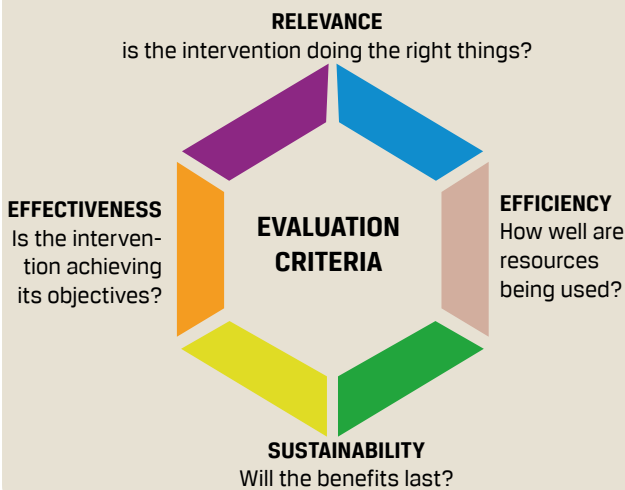 RELEVANCE
is the intervention doing the right things?
EFFECTIVENESS
Is the interven-
tion achieving
its objectives?
EVALUATION
CRITERIA
EFFICIENCY
How well are
resources
being used?
SUSTAINABILITY
Will the benefits last?